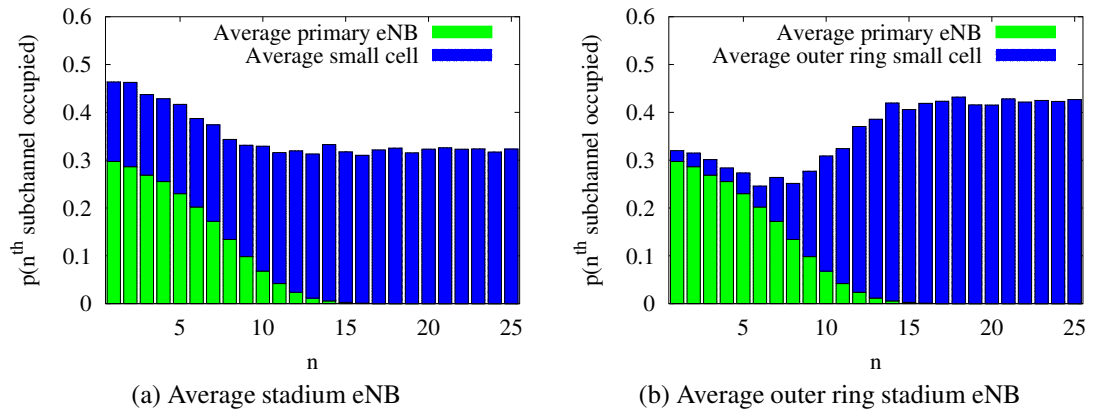 Average primary eNB
Average small cell
p(nth subchannel occupied)
0.6
0.5
0.4
0.3
0.2
0.1
0
5
10
15
20
25
n
(a) Average stadium eNB
Average primary eNB
Average outer ring small cell
p(nth subchannel occupied)
0.6
0.5
0.4
0.3
0.2
0.1
0
5
10
15
20
25
n
(b) Average outer ring stadium eNB